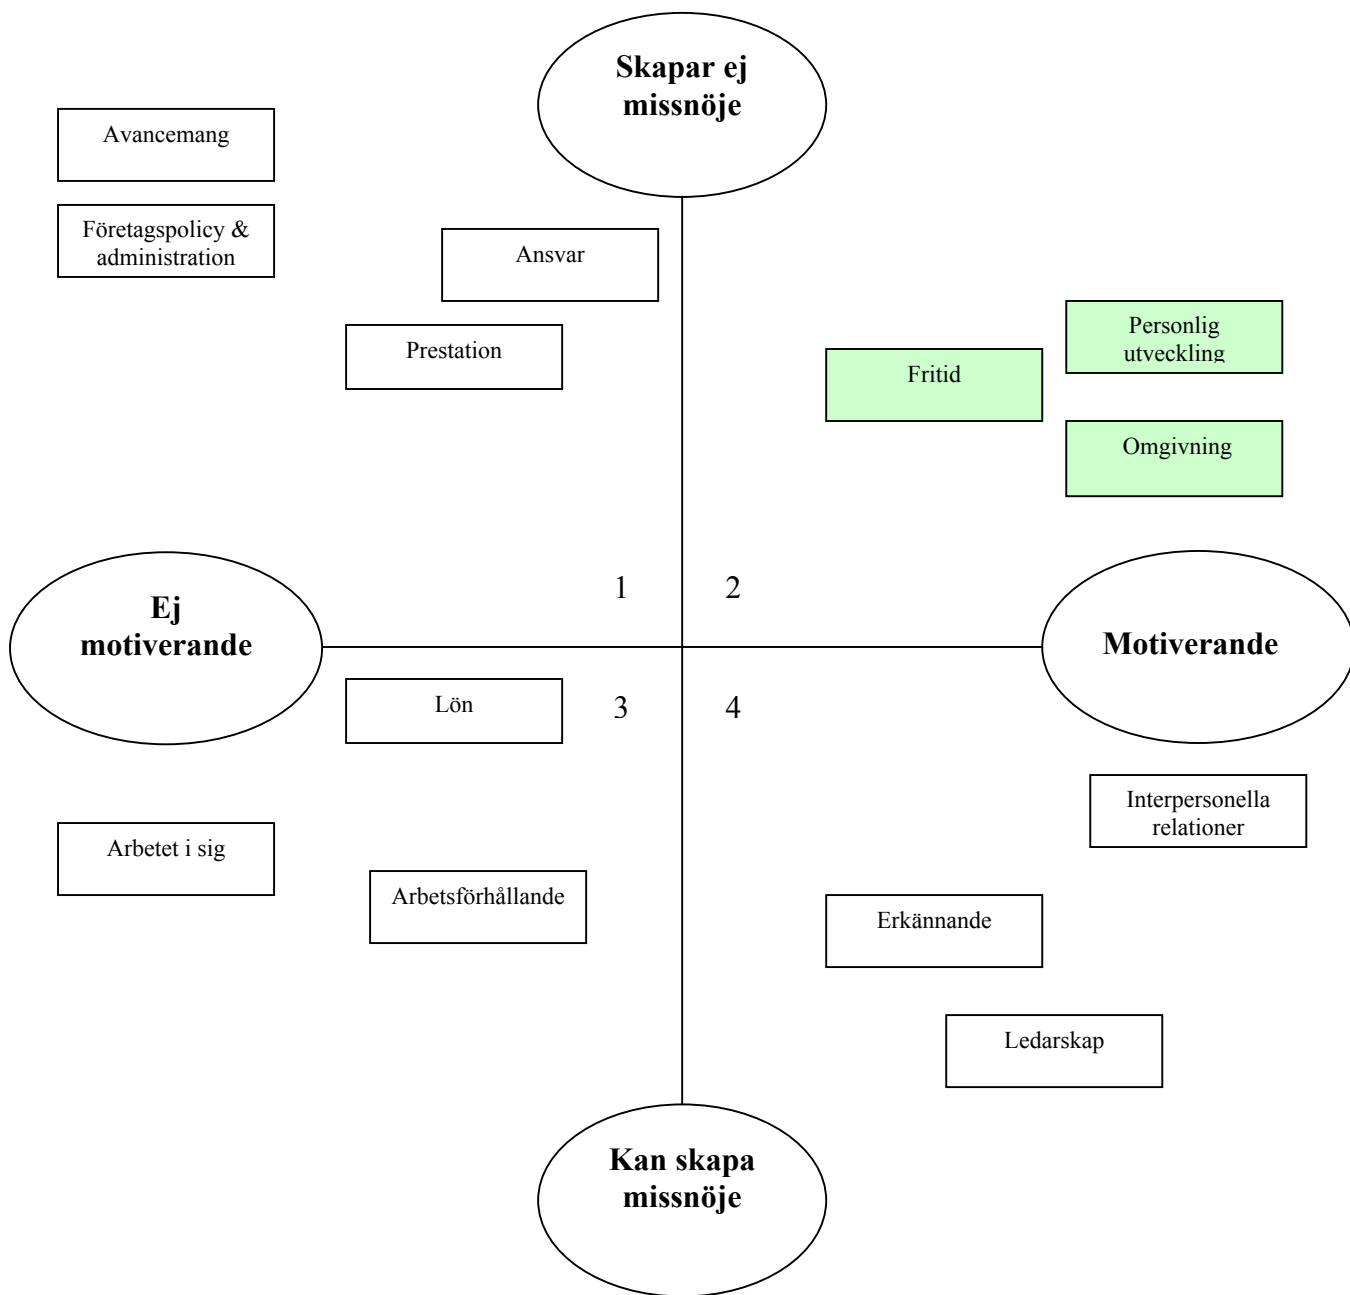 Skapar ej
missnöje
Avancemang
Företagspolicy &
administration
Ansvar
Prestation
Personlig
utveckling
Fritid
Omgivning
1
2
Ej
motiverande
Motiverande
Lön
3
4
Interpersonella
relationer
Arbetet i sig
Arbetsförhållande
Erkännande
Ledarskap
Kan skapa
missnöje